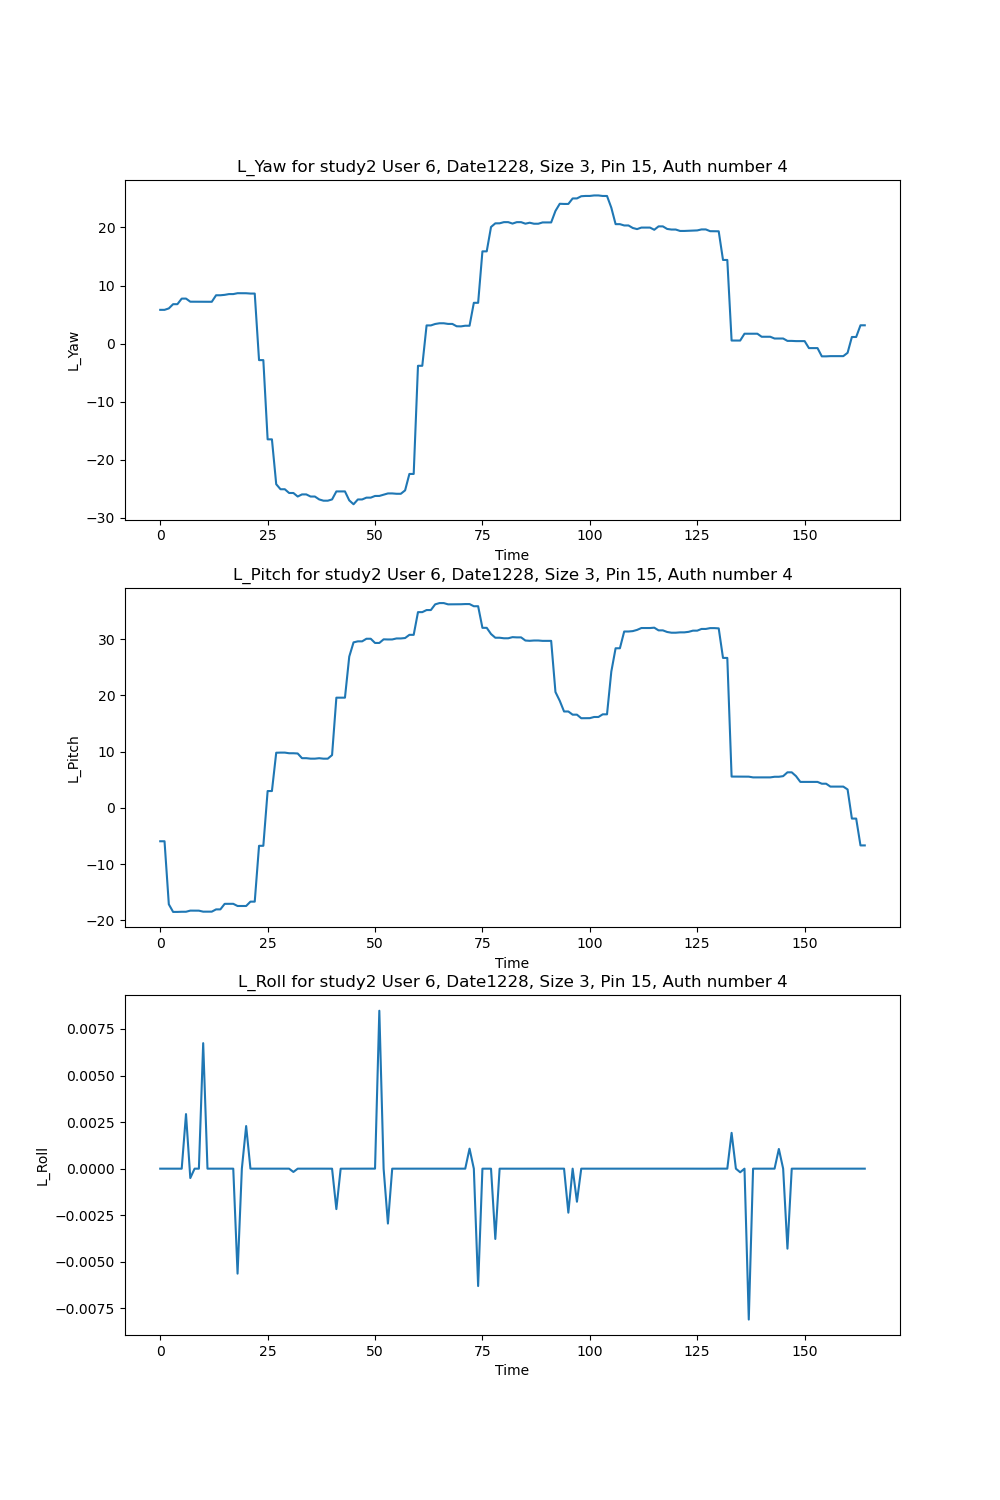 L_Yaw for study2 User 6, Date1228, Size 3, Pin 15, Auth number 4
20
10
0
−10
−20
−30
L_Yaw
0 25 50 75 100 125 150
Time
L_Pitch for study2 User 6, Date1228, Size 3, Pin 15, Auth number 4
30
20
10
0
−10
−20
L_Pitch
0 25 50 75 100 125 150
Time
L_Roll for study2 User 6, Date1228, Size 3, Pin 15, Auth number 4
0.0075
0.0050
0.0025
0.0000
−0.0025
−0.0050
−0.0075
L_Roll
0 25 50 75 100 125 150
Time